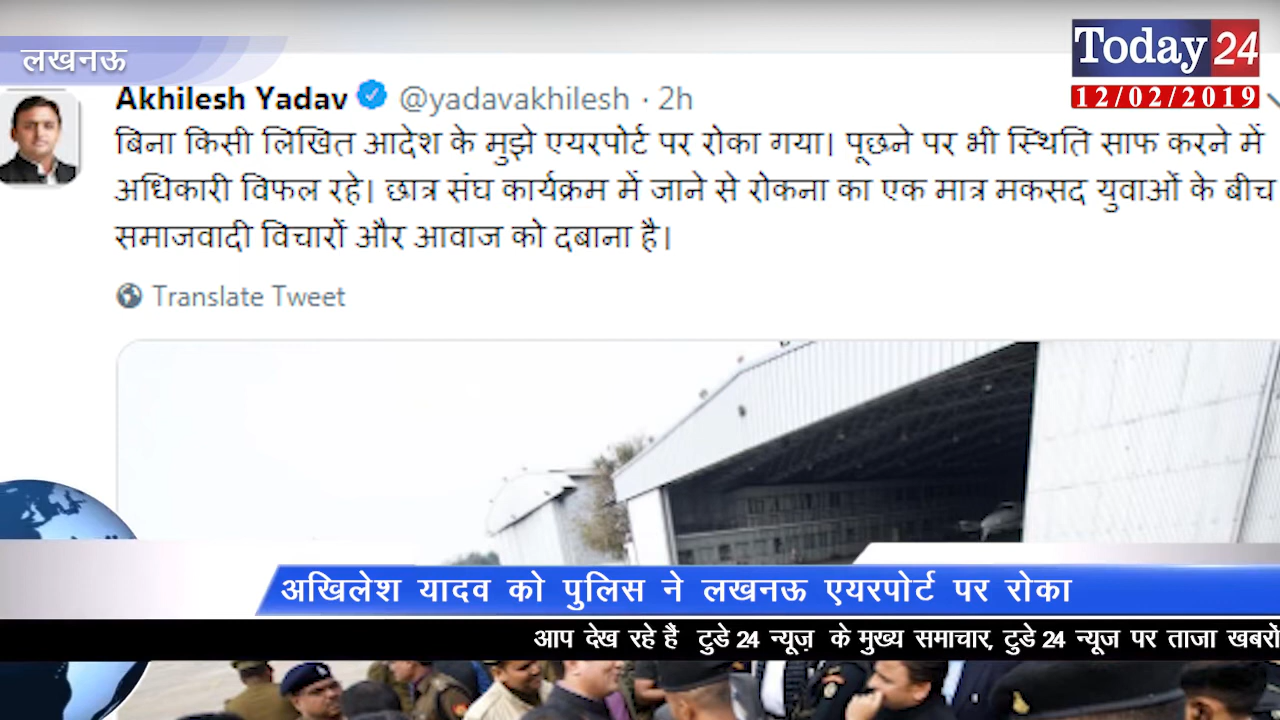 लखनऊ
Today 24
12/02/2019
Akhilesh Yadav @yadavakhilesh · 2h
बिना किसी लिखित आदेश के मुझे एयरपोर्ट पर रोका गया। पूछने पर भी स्थिति साफ करने में
अधिकारी विफल रहे। छात्र संघ कार्यक्रम में जाने से रोकना का एक मात्र मकसद युवाओं के बीच
समाजवादी विचारों और आवाज को दबाना है।
Translate Tweet
अखिलेश यादव को पुलिस ने लखनऊ एयरपोर्ट पर रोका
आप देख रहे हैं टुडे 24 न्यूज़ के मुख्य समाचार, टुडे 24 न्यूज पर ताजा खबरों